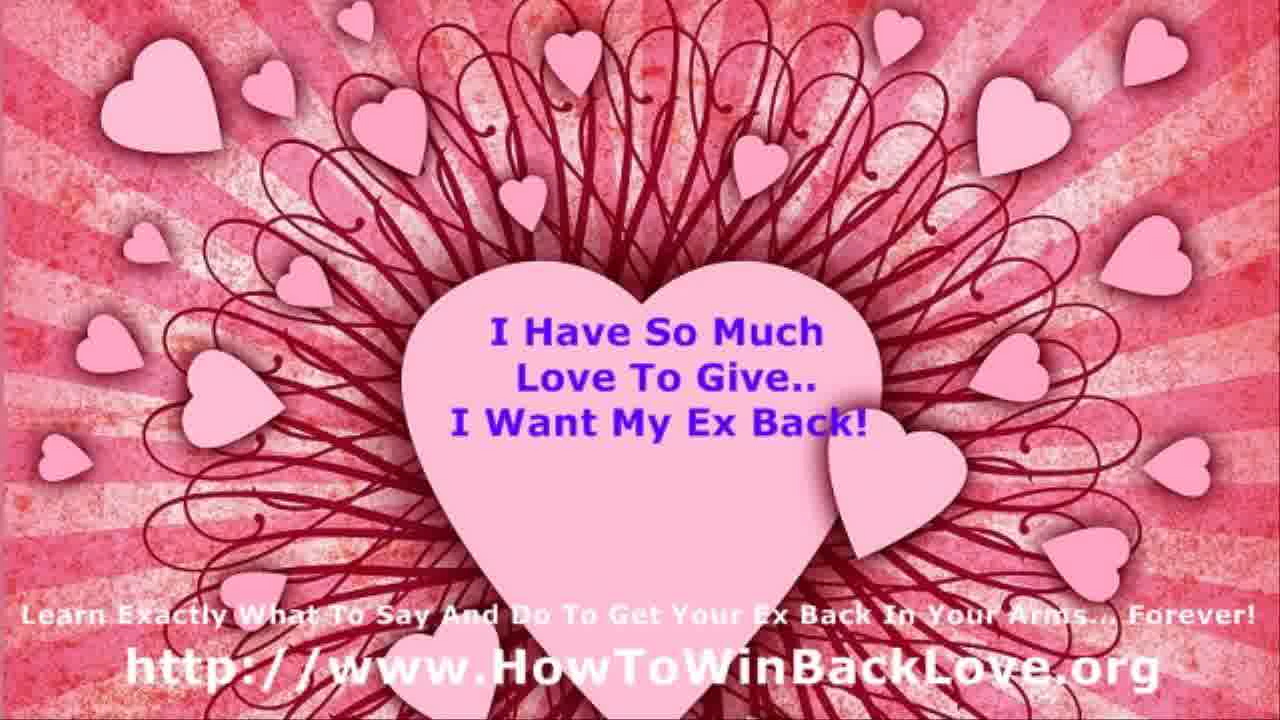 I Have So Much
Love To Give..
I Want My Ex Back!
Learn Exactly What To Say And Do To Get Your Ex Back In Your Arms... Forever!
http://www.HowToWinBackLove.org